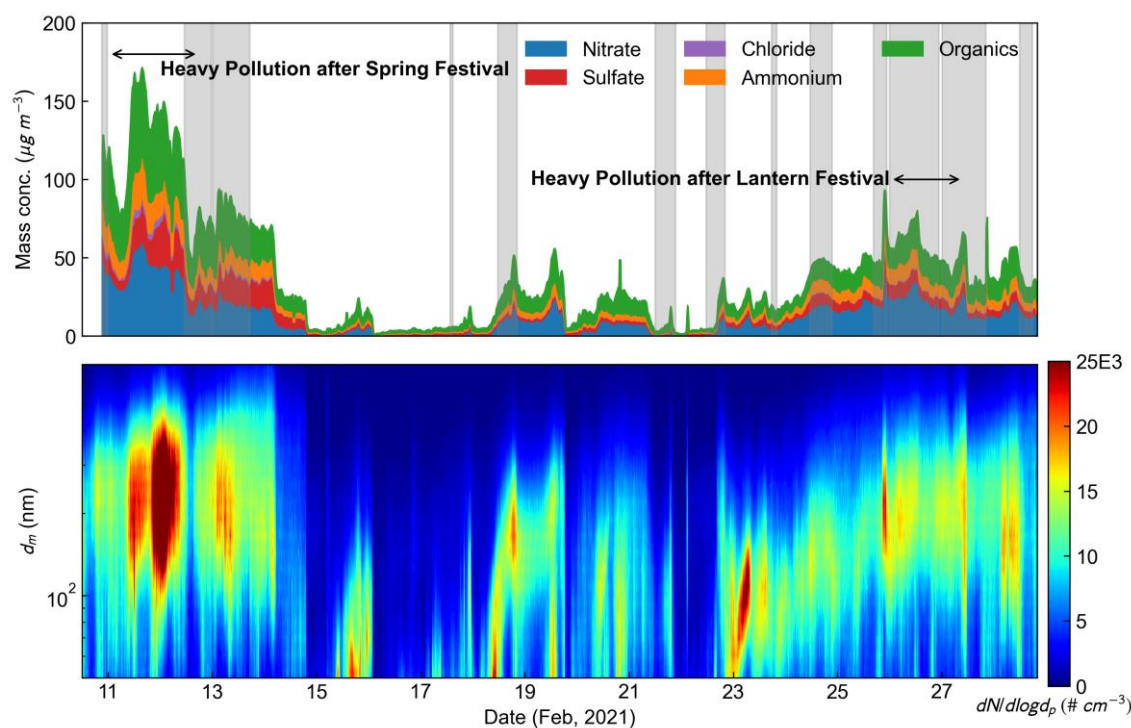 200
150
100
50
0
Mass conc. (μg m⁻³)
Nitrate Chloride Organics
Sulfate Ammonium
Heavy Pollution after Spring Festival
Heavy Pollution after Lantern Festival
25E3
20
15
10
5
0
dN/dlogdₚ (# cm⁻³)
dₘ (nm)
10²
11 13 15 17 19 21 23 25 27
Date (Feb, 2021)